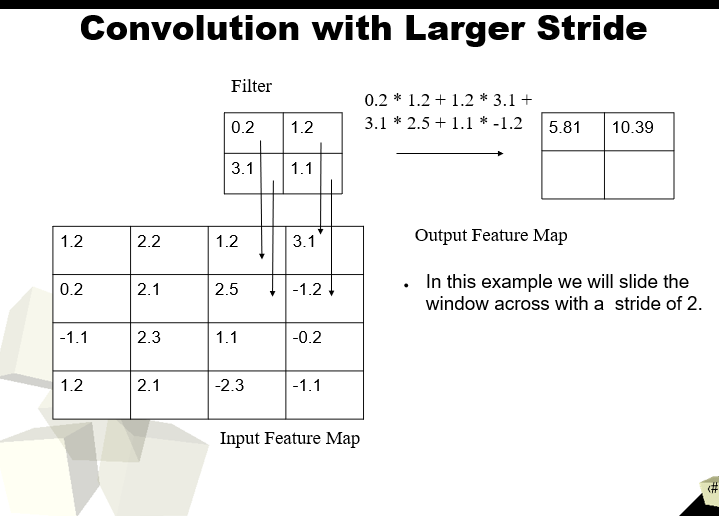 Convolution with Larger Stride
Filter
0.2 * 1.2 + 1.2 * 3.1 +
3.1 * 2.5 + 1.1 * -1.2
0.2 1.2
3.1 1.1
5.81 10.39
1.2 2.2 1.2 3.1
0.2 2.1 2.5 -1.2
-1.1 2.3 1.1 -0.2
1.2 2.1 -2.3 -1.1
Input Feature Map
Output Feature Map
• In this example we will slide the
window across with a stride of 2.
‹#